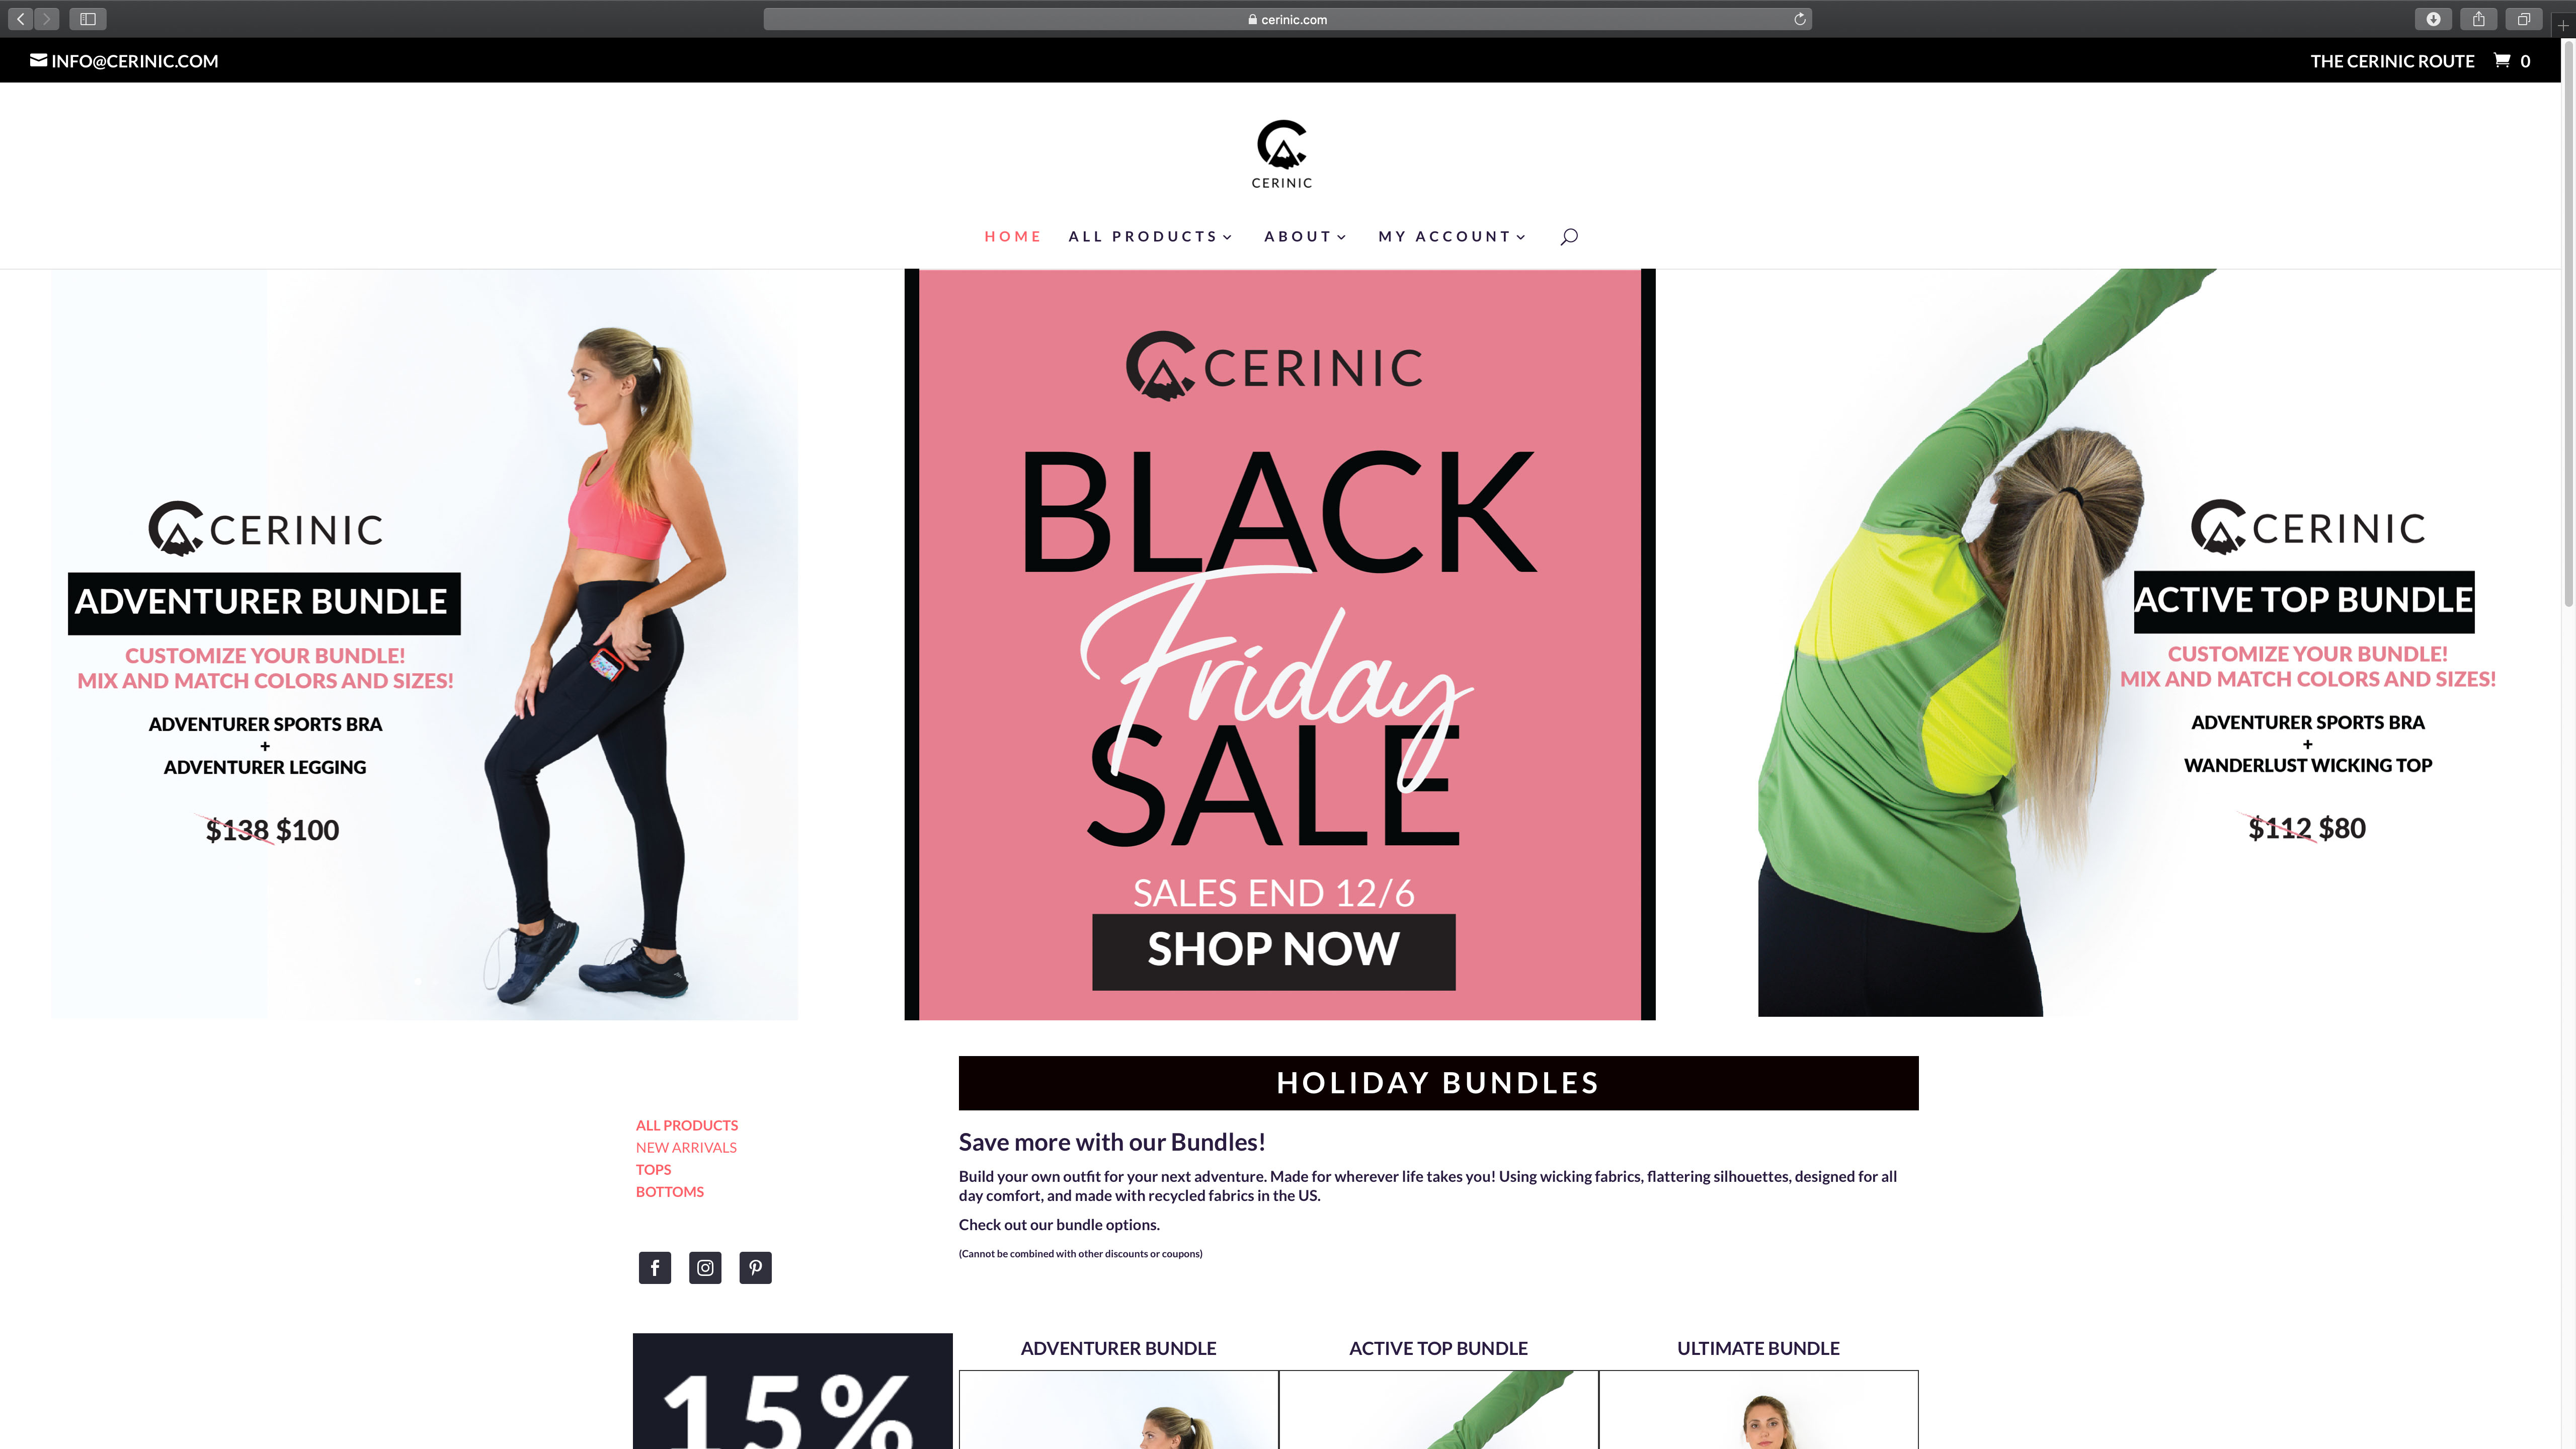 cerinic.com
INFO@CERINIC.COM
THE CERINIC ROUTE 0
CERINIC
HOME ALL PRODUCTS ABOUT MY ACCOUNT
CERINIC
ADVENTURER BUNDLE
CUSTOMIZE YOUR BUNDLE!
MIX AND MATCH COLORS AND SIZES!
ADVENTURER SPORTS BRA
+
ADVENTURER LEGGING
$138 $100
CERINIC
BLACK
Friday
SALE
SALES END 12/6
SHOP NOW
CERINIC
ACTIVE TOP BUNDLE
CUSTOMIZE YOUR BUNDLE!
MIX AND MATCH COLORS AND SIZES!
ADVENTURER SPORTS BRA
+
WANDERLUST WICKING TOP
$112 $80
ALL PRODUCTS
NEW ARRIVALS
TOPS
BOTTOMS
HOLIDAY BUNDLES
Save more with our Bundles!
Build your own outfit for your next adventure. Made for wherever life takes you! Using wicking fabrics, flattering silhouettes, designed for all
day comfort, and made with recycled fabrics in the US.
Check out our bundle options.
(Cannot be combined with other discounts or coupons)
15%
ADVENTURER BUNDLE
ACTIVE TOP BUNDLE
ULTIMATE BUNDLE